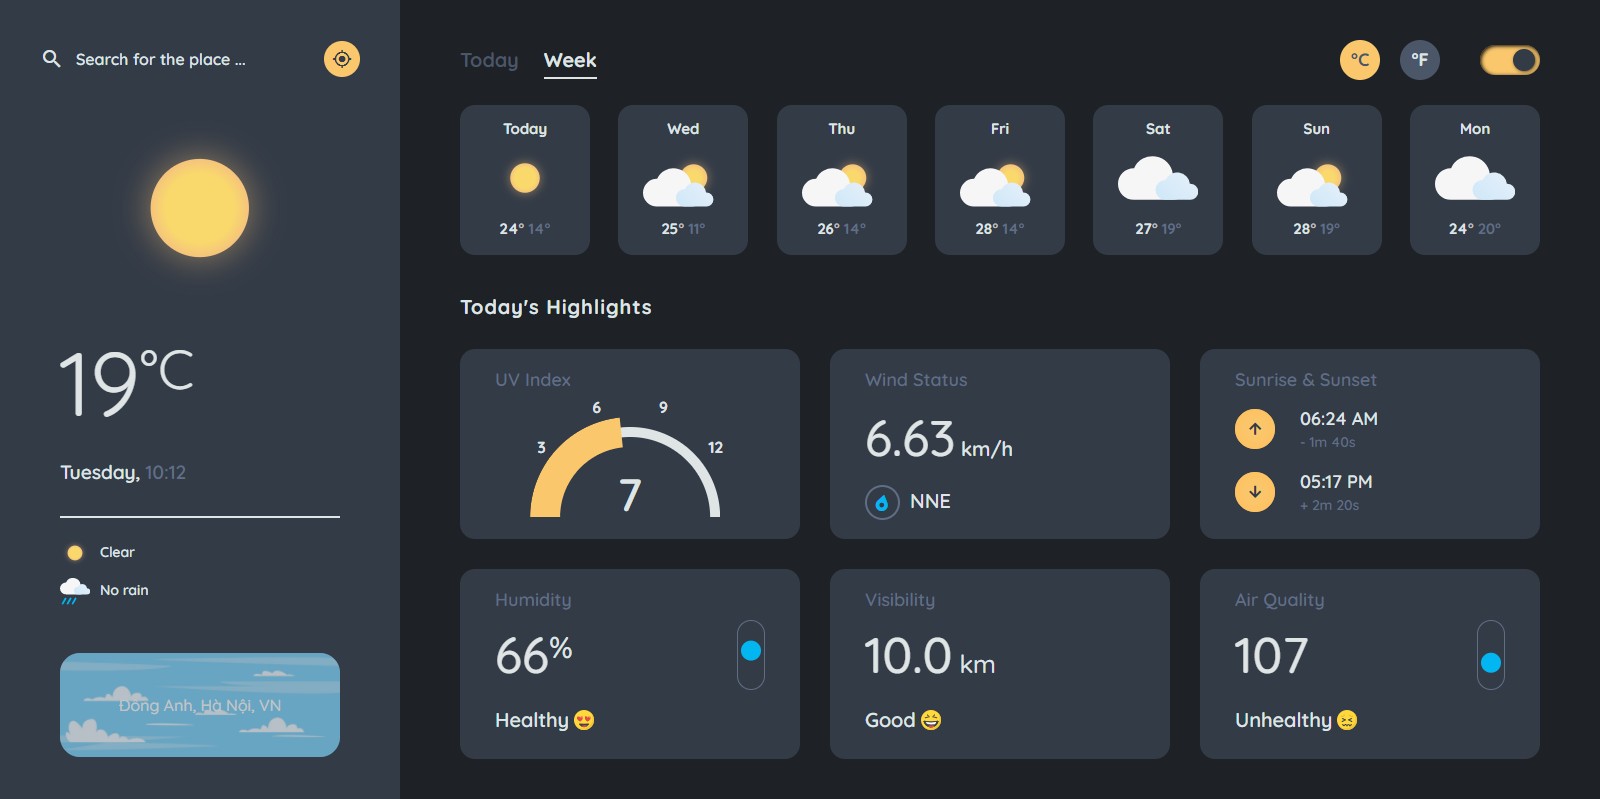 Search for the place ...
19°C
Tuesday, 10:12
Clear
No rain
Đông Anh, Hà Nội, VN
Today Week
°C °F
Today Wed Thu Fri Sat Sun Mon
24° 14° 25° 11° 26° 14° 28° 14° 27° 19° 28° 19° 24° 20°
Today's Highlights
UV Index
3 6 9 12
7
Wind Status
6.63 km/h
NNE
Sunrise & Sunset
06:24 AM
- 1m 40s
05:17 PM
+ 2m 20s
Humidity
66%
Healthy 😍
Visibility
10.0 km
Good 😆
Air Quality
107
Unhealthy 😖